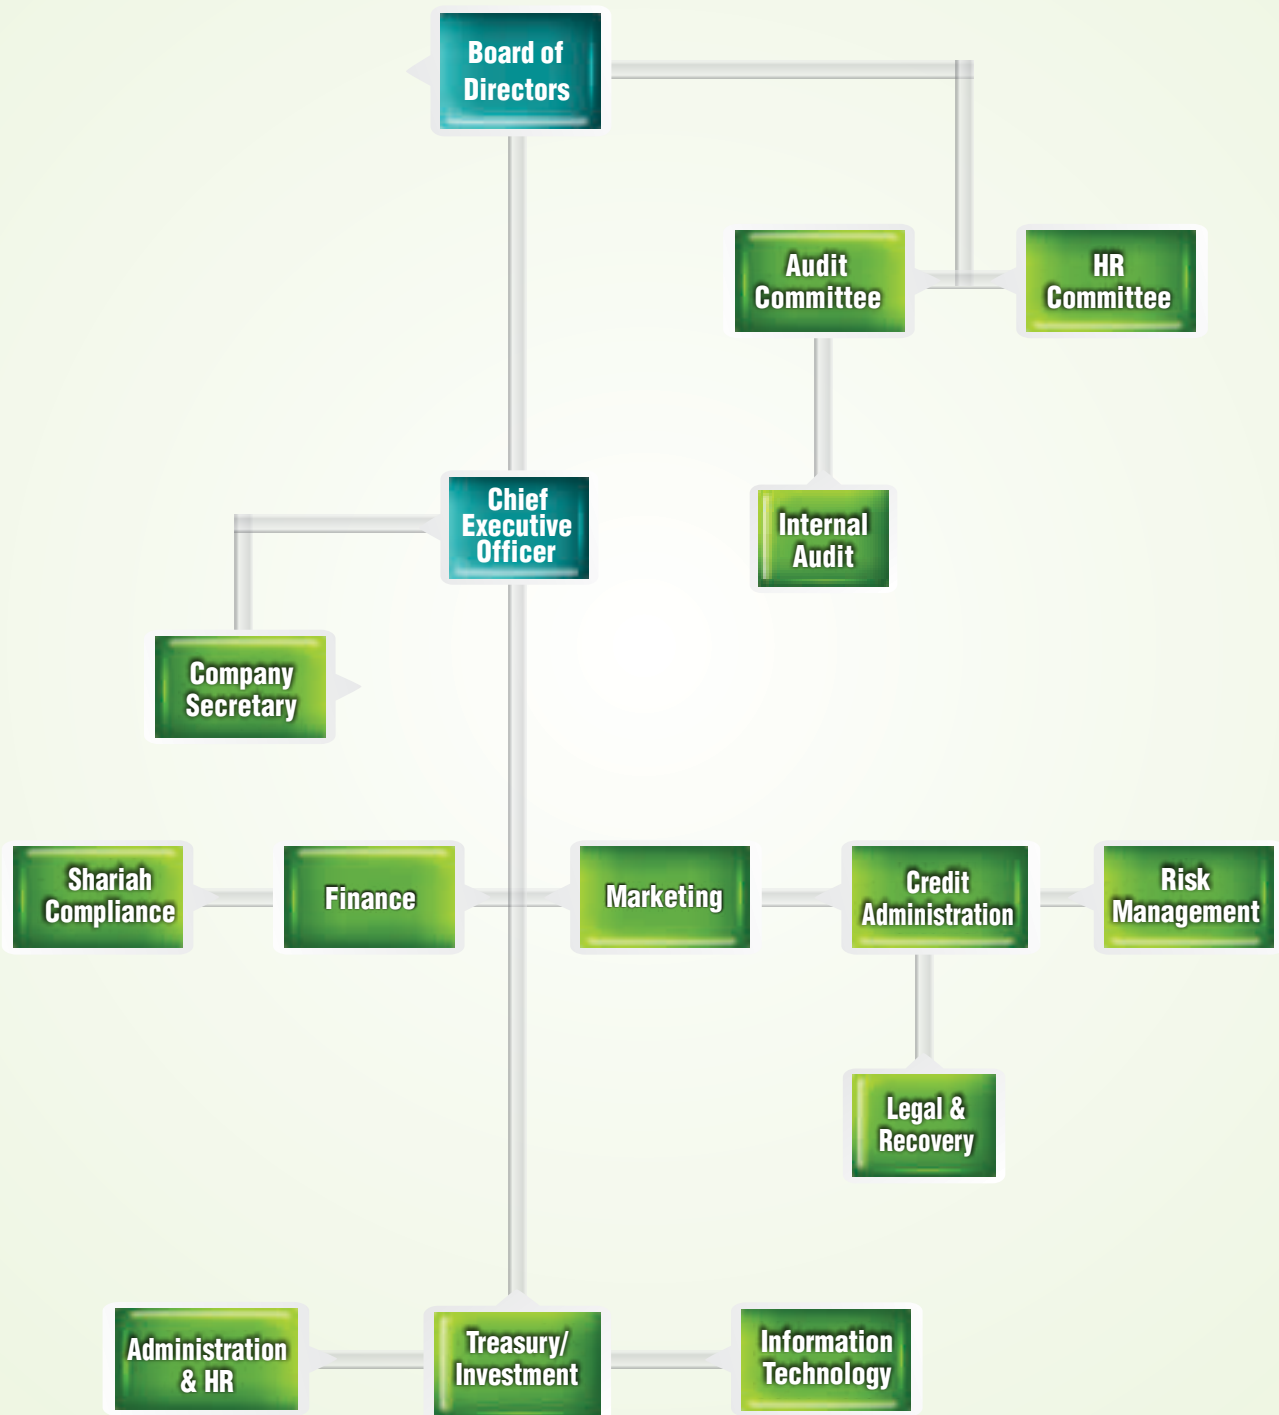 Board of
Directors
Audit
Committee
HR
Committee
Chief
Executive
Officer
Internal
Audit
Company
Secretary
Shariah
Compliance
Finance
Marketing
Credit
Administration
Risk
Management
Legal &
Recovery
Administration
& HR
Treasury/
Investment
Information
Technology